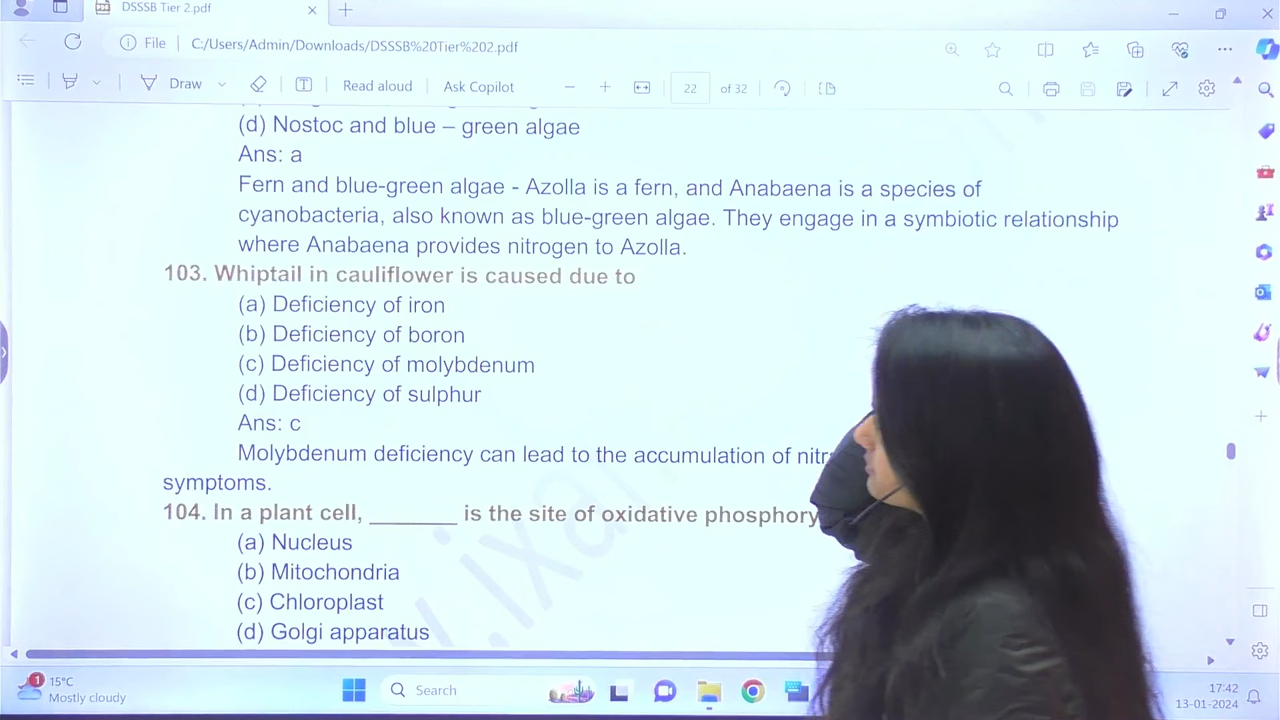 DSSSB Tier 2.pdf
File
C:/Users/Admin/Downloads/DSSSB%20Tier%202.pdf
Draw
Read aloud
Ask Copilot
22
of 32
(d) Nostoc and blue – green algae
Ans: a
Fern and blue-green algae - Azolla is a fern, and Anabaena is a species of
cyanobacteria, also known as blue-green algae. They engage in a symbiotic relationship
where Anabaena provides nitrogen to Azolla.
103. Whiptail in cauliflower is caused due to
(a) Deficiency of iron
(b) Deficiency of boron
(c) Deficiency of molybdenum
(d) Deficiency of sulphur
Ans: c
Molybdenum deficiency can lead to the accumulation of
symptoms.
104. In a plant cell, _______ is the site of oxidative
(a) Nucleus
(b) Mitochondria
(c) Chloroplast
(d) Golgi apparatus
1
15°C
Mostly cloudy
Search
17:42
13-01-2024